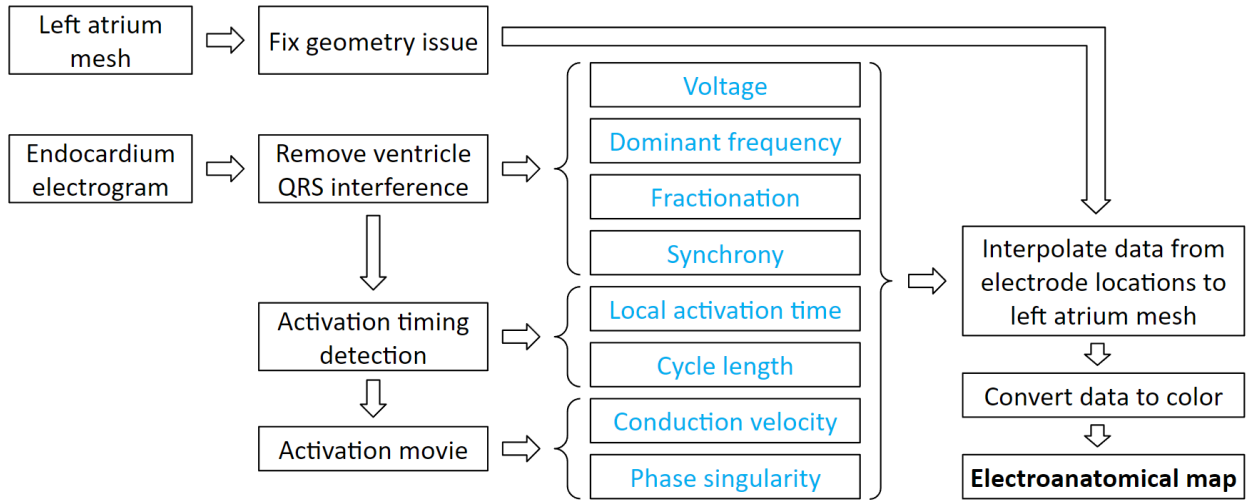 Left atrium
mesh
Fix geometry issue
Endocardium
electrogram
Remove ventricle
QRS interference
Activation timing
detection
Activation movie
Voltage
Dominant frequency
Fractionation
Synchrony
Local activation time
Cycle length
Conduction velocity
Phase singularity
Interpolate data from
electrode locations to
left atrium mesh
Convert data to color
Electroanatomical map